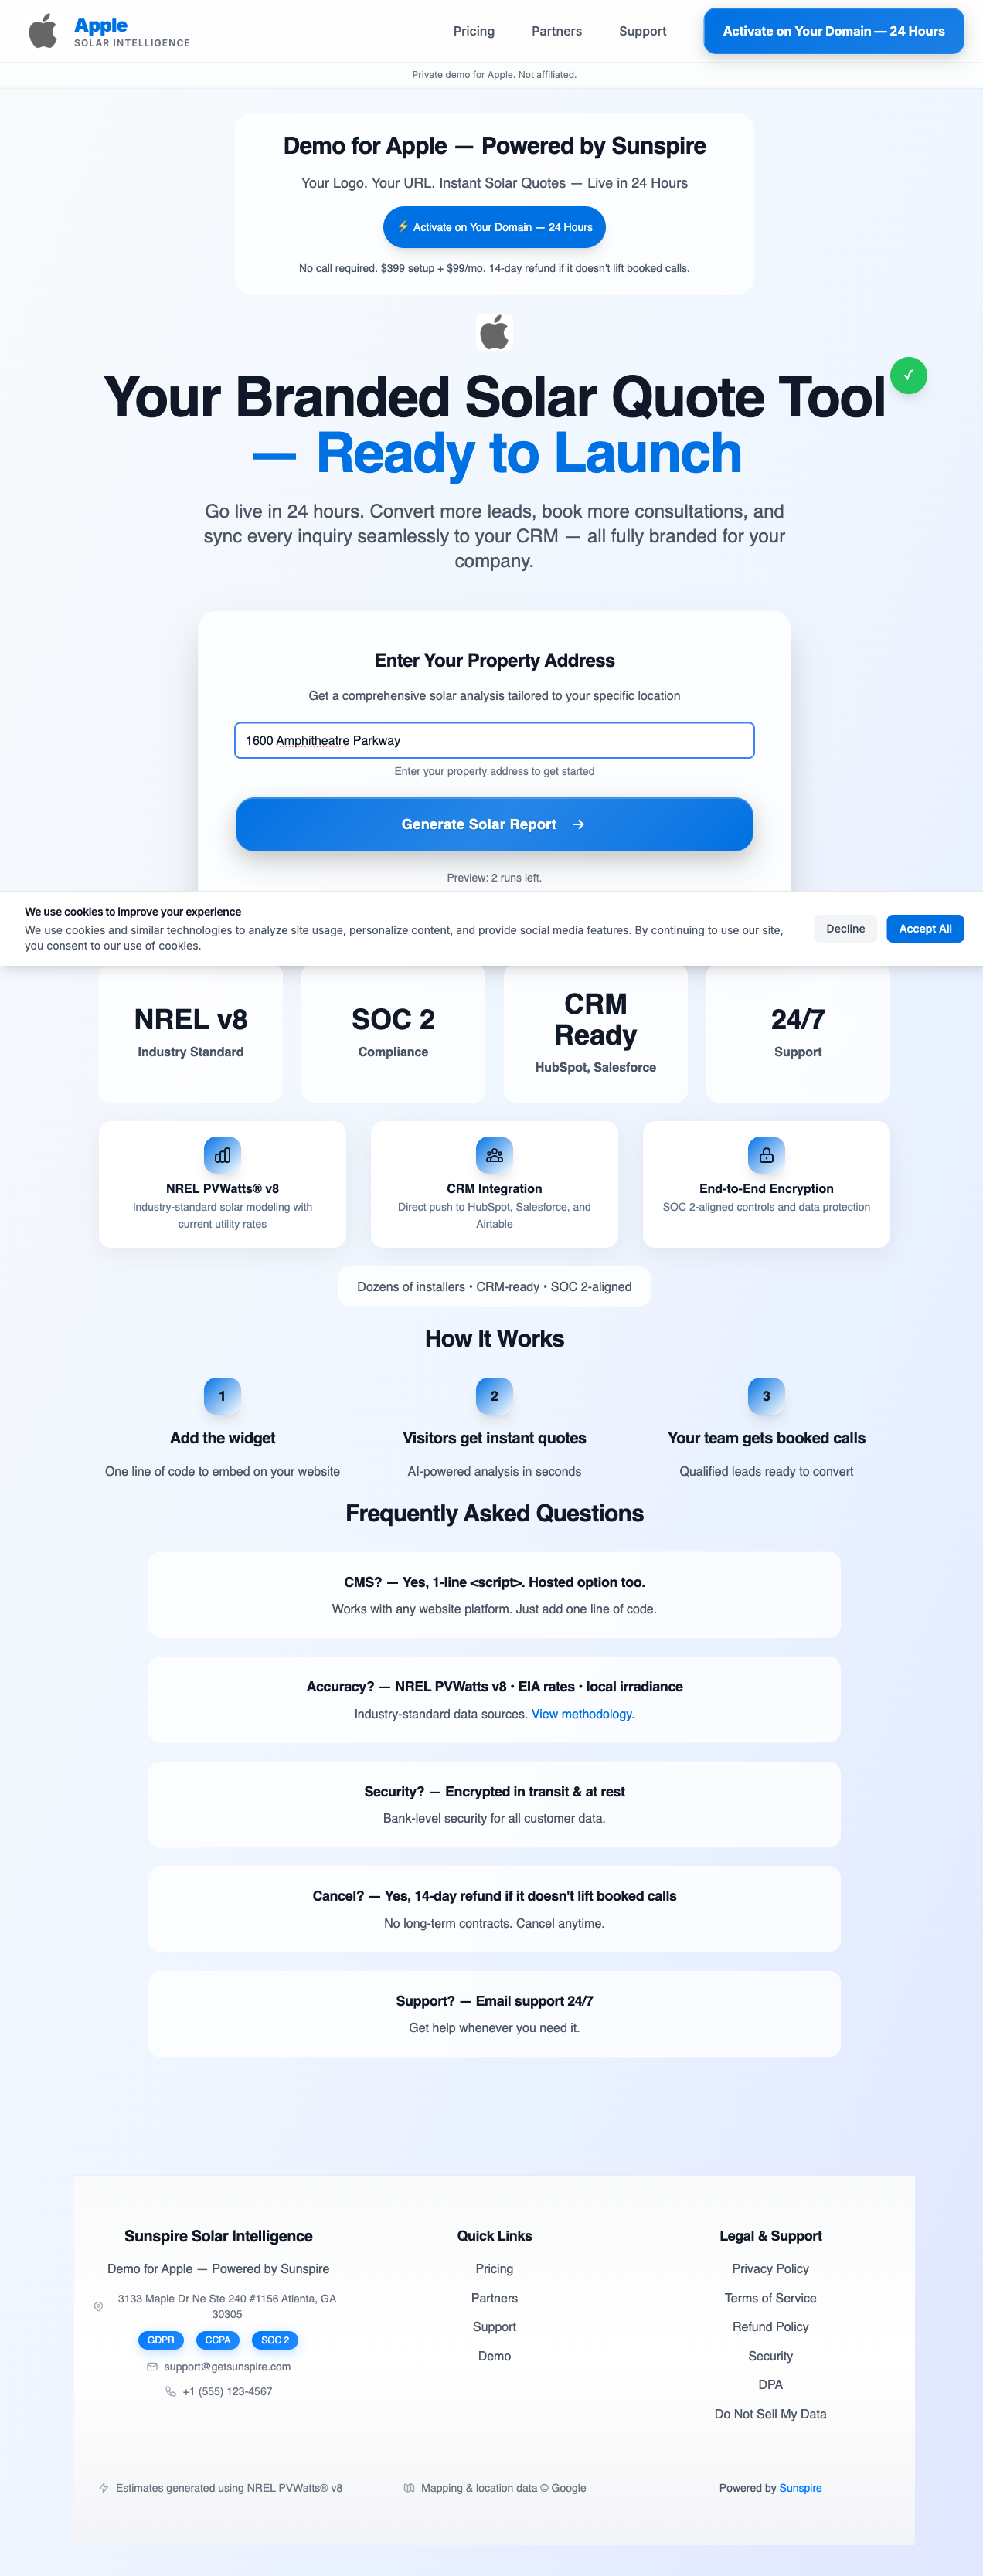 Apple
SOLAR INTELLIGENCE
Pricing
Partners
Support
Activate on Your Domain — 24 Hours
Private demo for Apple. Not affiliated.
Demo for Apple — Powered by Sunspire
Your Logo. Your URL. Instant Solar Quotes — Live in 24 Hours
⚡ Activate on Your Domain — 24 Hours
No call required. $399 setup + $99/mo. 14-day refund if it doesn't lift booked calls.
✓
Your Branded Solar Quote Tool
— Ready to Launch
Go live in 24 hours. Convert more leads, book more consultations, and
sync every inquiry seamlessly to your CRM — all fully branded for your
company.
Enter Your Property Address
Get a comprehensive solar analysis tailored to your specific location
1600 Amphitheatre Parkway
Enter your property address to get started
Generate Solar Report →
Preview: 2 runs left.
We use cookies to improve your experience
We use cookies and similar technologies to analyze site usage, personalize content, and provide social media features. By continuing to use our site,
you consent to our use of cookies.
Decline
Accept All
NREL v8
Industry Standard
SOC 2
Compliance
CRM
Ready
HubSpot, Salesforce
24/7
Support
NREL PVWatts® v8
Industry-standard solar modeling with
current utility rates
CRM Integration
Direct push to HubSpot, Salesforce, and
Airtable
End-to-End Encryption
SOC 2-aligned controls and data protection
Dozens of installers • CRM-ready • SOC 2-aligned
How It Works
1
Add the widget
One line of code to embed on your website
2
Visitors get instant quotes
AI-powered analysis in seconds
3
Your team gets booked calls
Qualified leads ready to convert
Frequently Asked Questions
CMS? — Yes, 1-line <script>. Hosted option too.
Works with any website platform. Just add one line of code.
Accuracy? — NREL PVWatts v8 • EIA rates • local irradiance
Industry-standard data sources. View methodology.
Security? — Encrypted in transit & at rest
Bank-level security for all customer data.
Cancel? — Yes, 14-day refund if it doesn't lift booked calls
No long-term contracts. Cancel anytime.
Support? — Email support 24/7
Get help whenever you need it.
Sunspire Solar Intelligence
Demo for Apple — Powered by Sunspire
3133 Maple Dr Ne Ste 240 #1156 Atlanta, GA
30305
GDPR
CCPA
SOC 2
support@getsunspire.com
+1 (555) 123-4567
Quick Links
Pricing
Partners
Support
Demo
Legal & Support
Privacy Policy
Terms of Service
Refund Policy
Security
DPA
Do Not Sell My Data
Estimates generated using NREL PVWatts® v8
Mapping & location data © Google
Powered by Sunspire